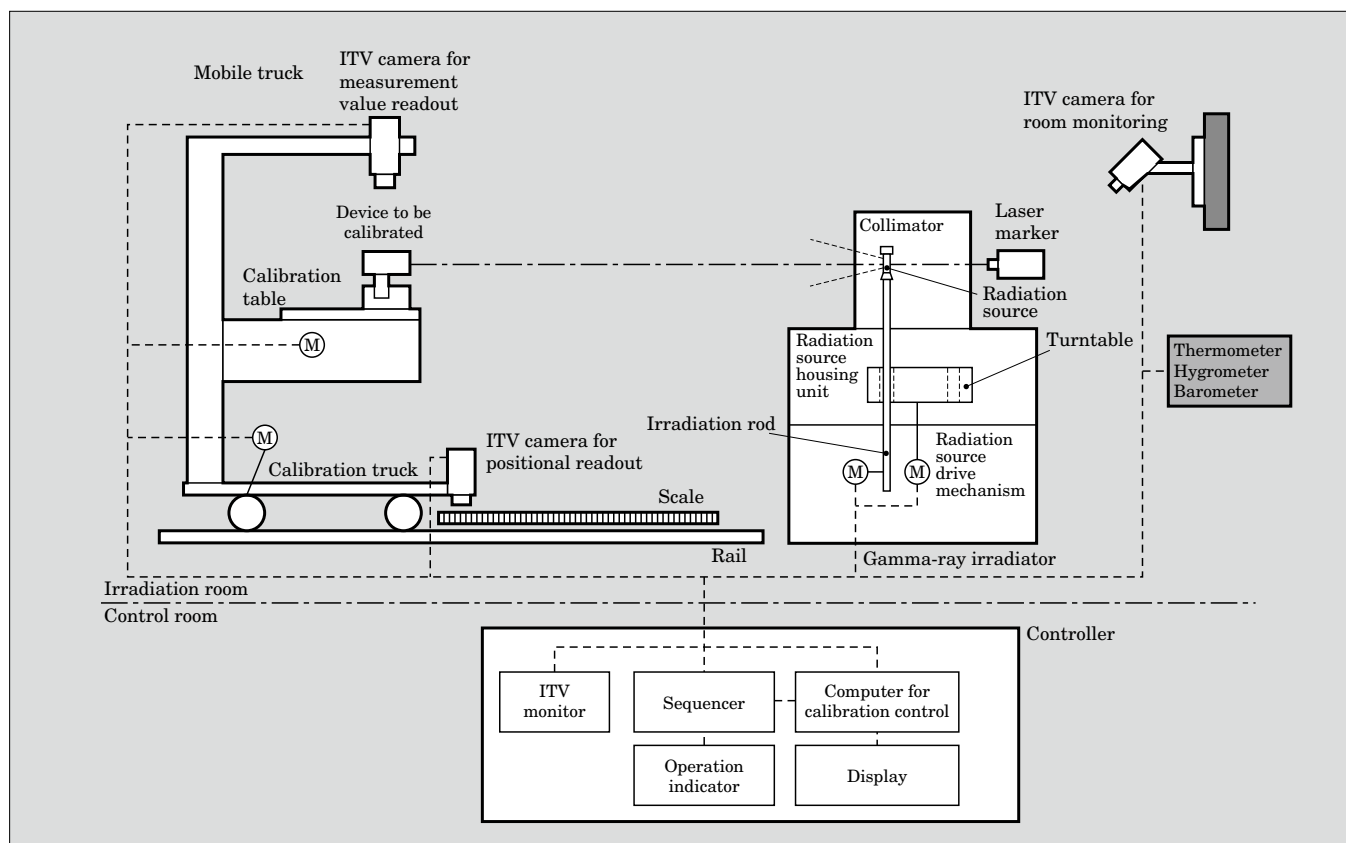 Mobile truck
ITV camera for
measurement
value readout
ITV camera for
room monitoring
Device to be
calibrated
Collimator
Laser
marker
Calibration
table
Radiation
source
M
Radiation
source
housing
unit
Turntable
Thermometer
Hygrometer
Barometer
Irradiation rod
M
Calibration truck
ITV camera for
positional readout
M
M
Radiation
source
drive
mechanism
Scale
Rail
Gamma-ray irradiator
Irradiation room
Control room
Controller
ITV
monitor
Sequencer
Computer for
calibration control
Operation
indicator
Display